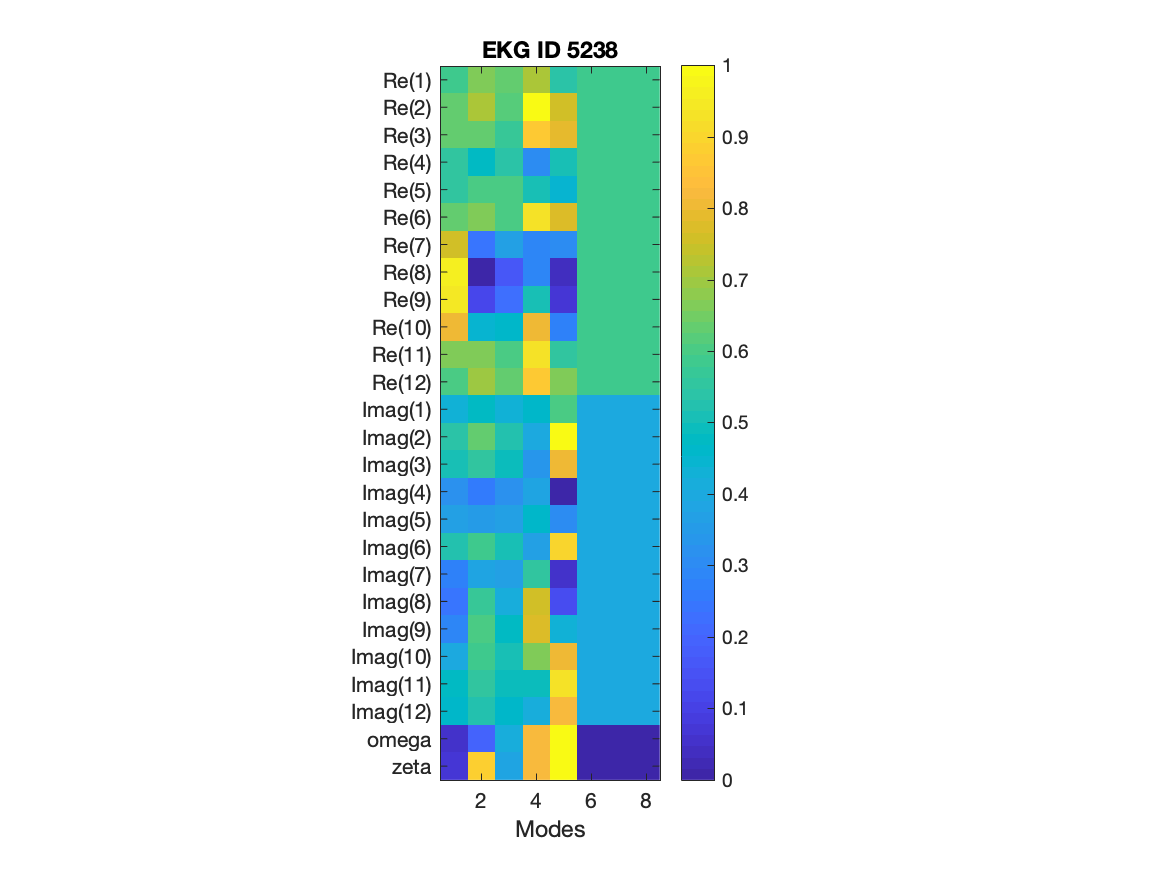 EKG ID 5238
Re(1)
Re(2)
Re(3)
Re(4)
Re(5)
Re(6)
Re(7)
Re(8)
Re(9)
Re(10)
Re(11)
Re(12)
Imag(1)
Imag(2)
Imag(3)
Imag(4)
Imag(5)
Imag(6)
Imag(7)
Imag(8)
Imag(9)
Imag(10)
Imag(11)
Imag(12)
omega
zeta
2 4 6 8
Modes
1
0.9
0.8
0.7
0.6
0.5
0.4
0.3
0.2
0.1
0